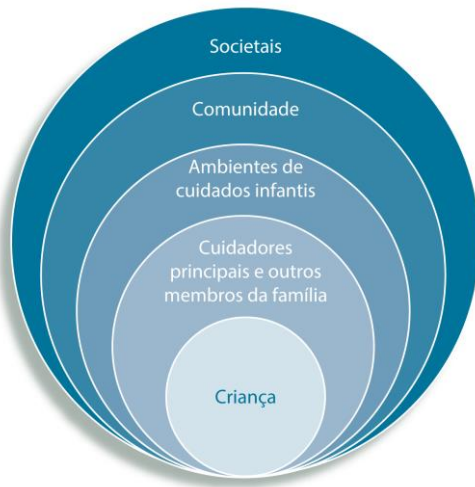 Societais
Comunidade
Ambientes de
cuidados infantis
Cuidadores
principais e outros
membros da família
Criança